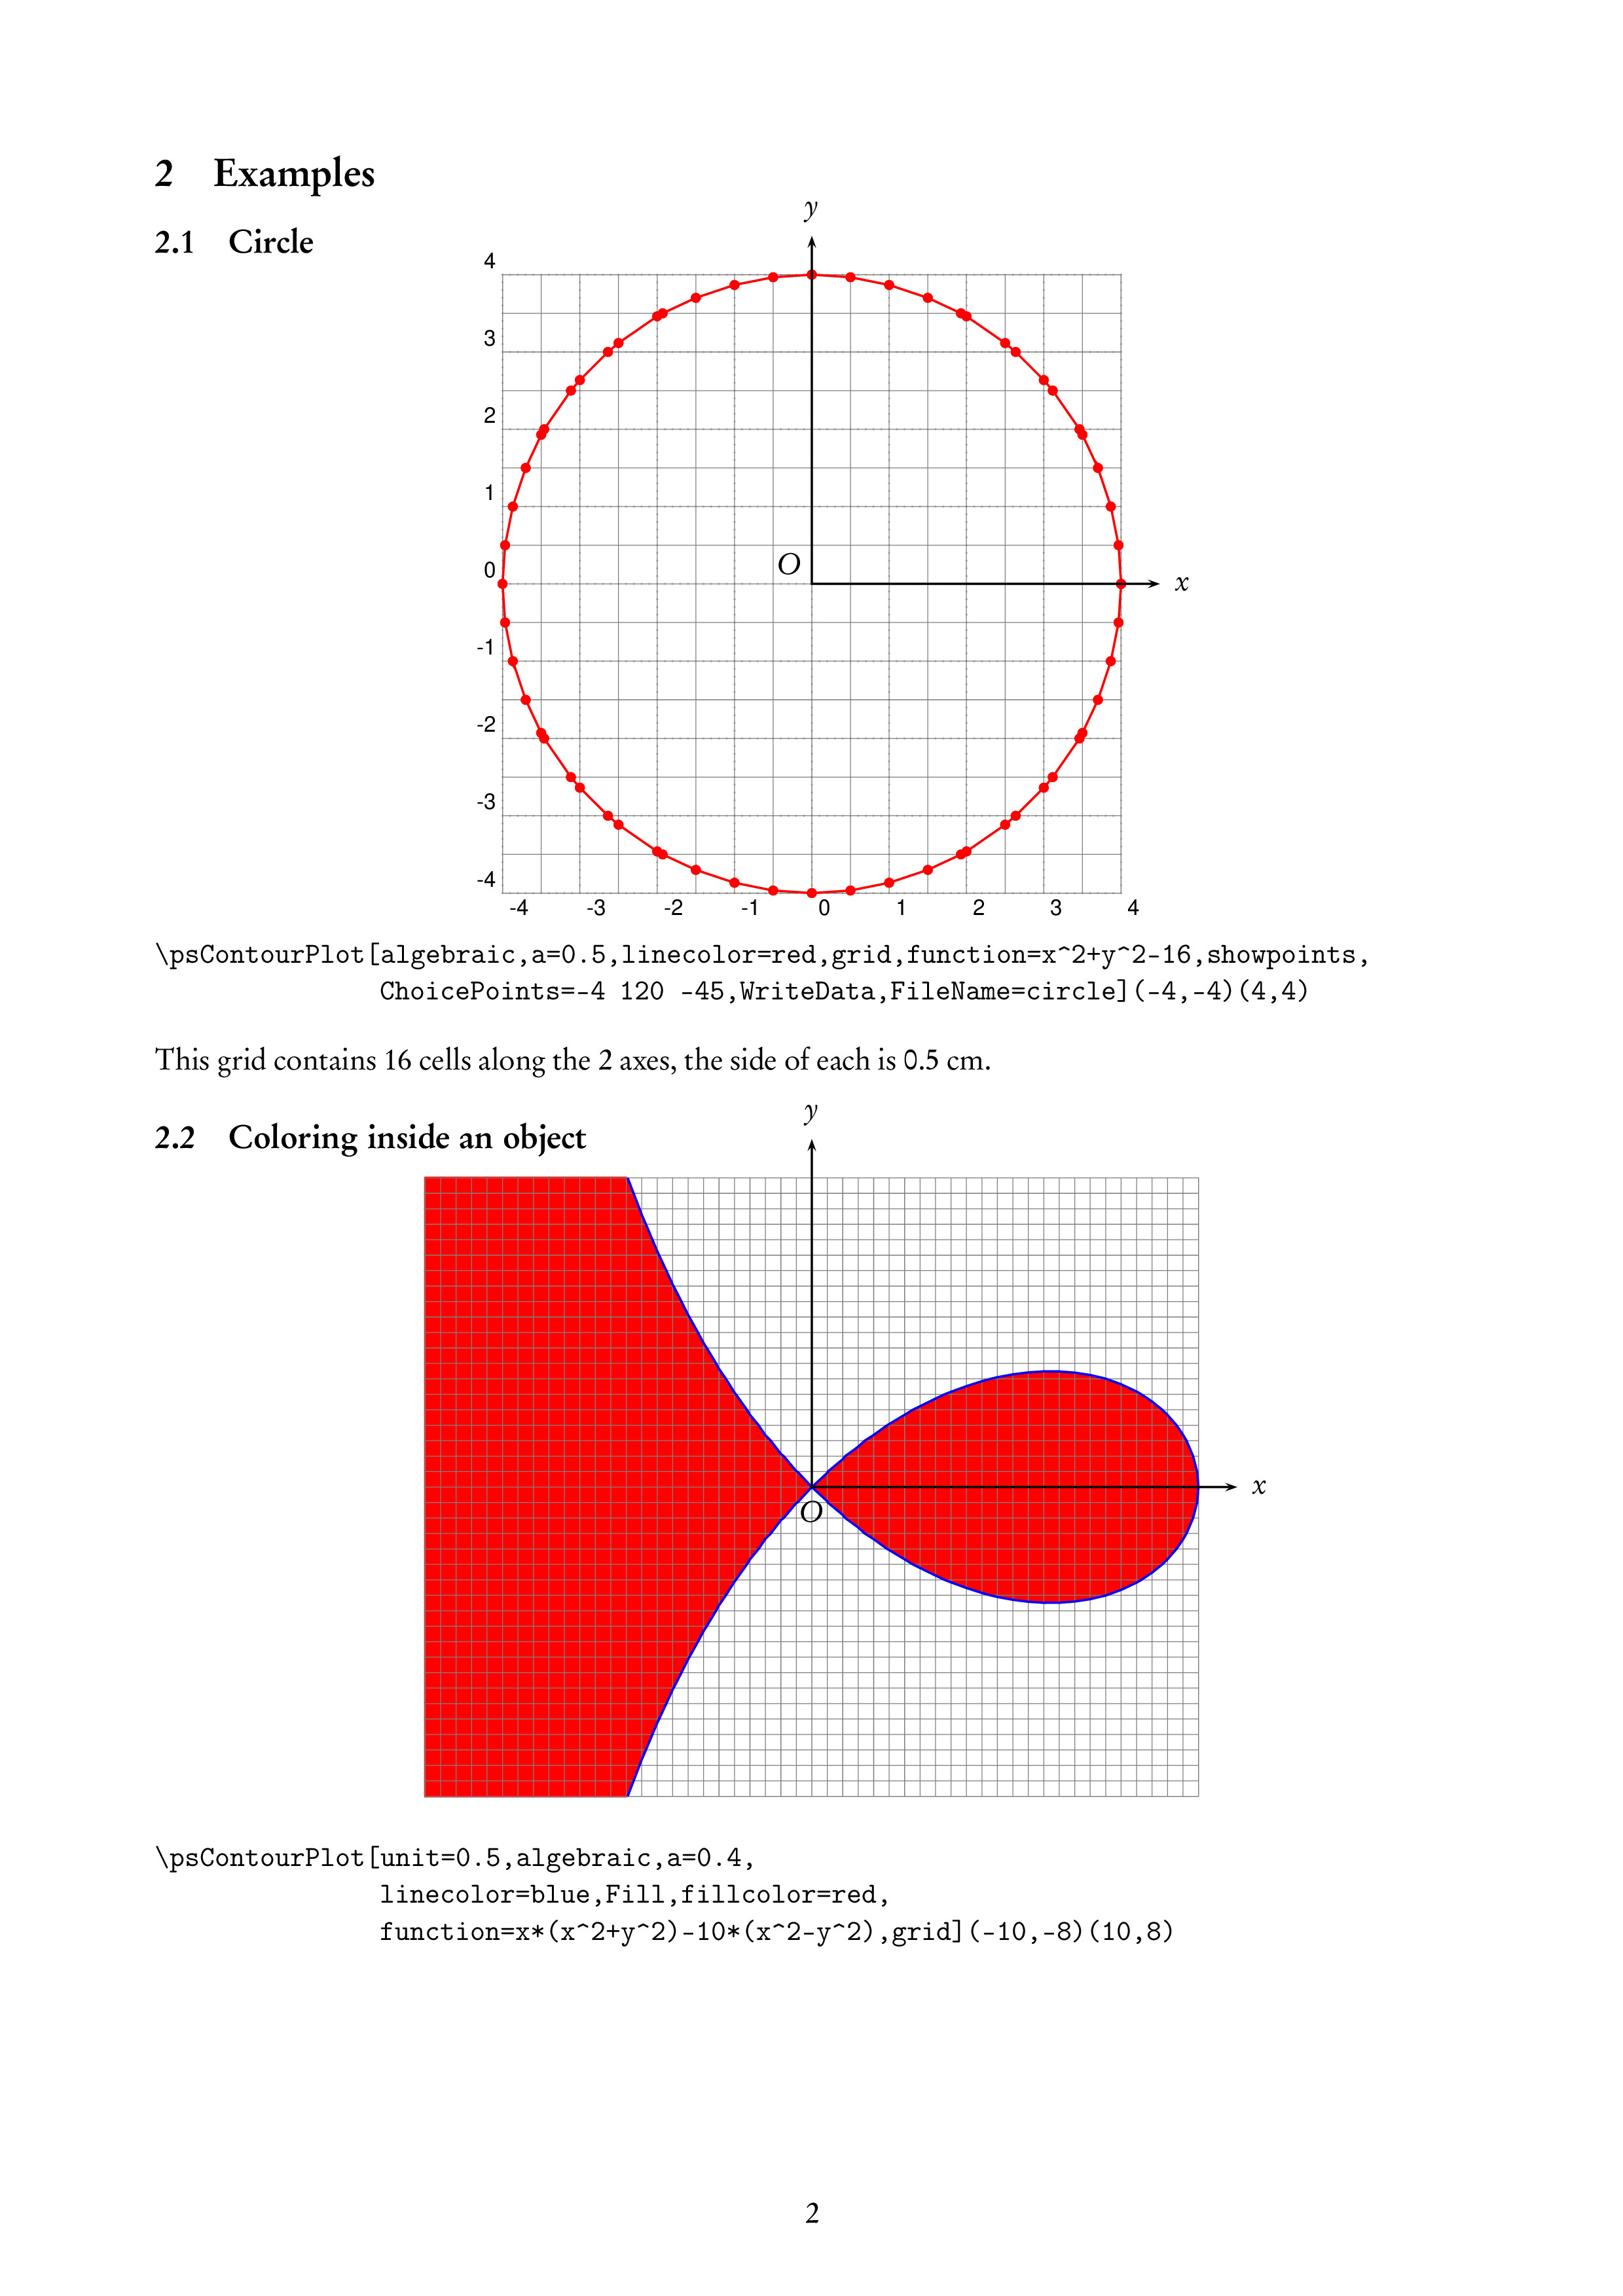 2 Examples
2.1 Circle
y
4
3
2
1
0
-1
-2
-3
-4
O
x
-4 -3 -2 -1 0 1 2 3 4
\psContourPlot[algebraic,a=0.5,linecolor=red,grid,function=x^2+y^2-16,showpoints,
ChoicePoints=-4 120 -45,WriteData,FileName=circle](-4,-4)(4,4)
This grid contains 16 cells along the 2 axes, the side of each is 0.5 cm.
2.2 Coloring inside an object
y
x
O
\psContourPlot[unit=0.5,algebraic,a=0.4,
linecolor=blue,Fill,fillcolor=red,
function=x*(x^2+y^2)-10*(x^2-y^2),grid](-10,-8)(10,8)
2